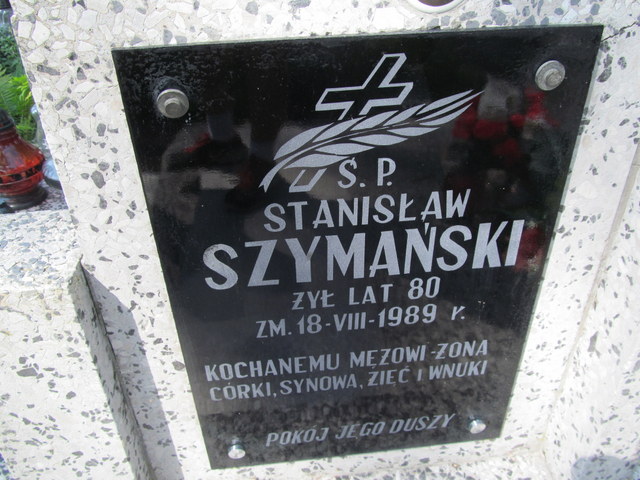 Ś. P.
STANISŁAW
SZYMAŃSKI
ŻYŁ LAT 80
ZM. 18-VIII-1989 r.
KOCHANEMU MĘŻOWI-ŻONA
CÓRKI, SYNOWA, ZIĘĆ I WNUKI
POKÓJ JEGO DUSZY